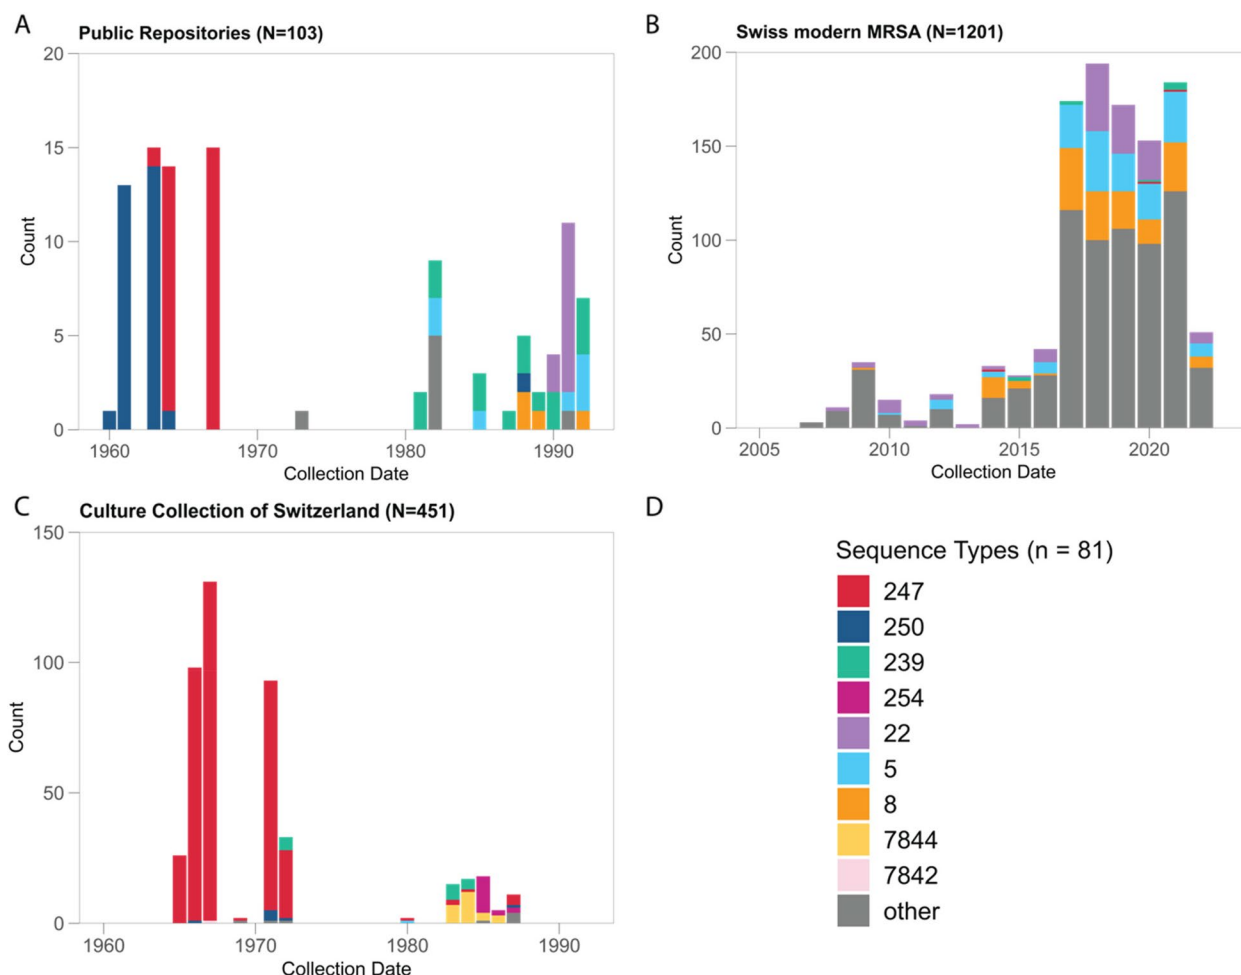 A
Public Repositories (N=103)
20
15
10
5
0
Count
1960
1970
1980
1990
Collection Date
B
Swiss modern MRSA (N=1201)
200
150
100
50
0
Count
2005
2010
2015
2020
Collection Date
C
Culture Collection of Switzerland (N=451)
150
100
50
0
Count
1960
1970
1980
1990
Collection Date
D
Sequence Types (n = 81)
247
250
239
254
22
5
8
7844
7842
other